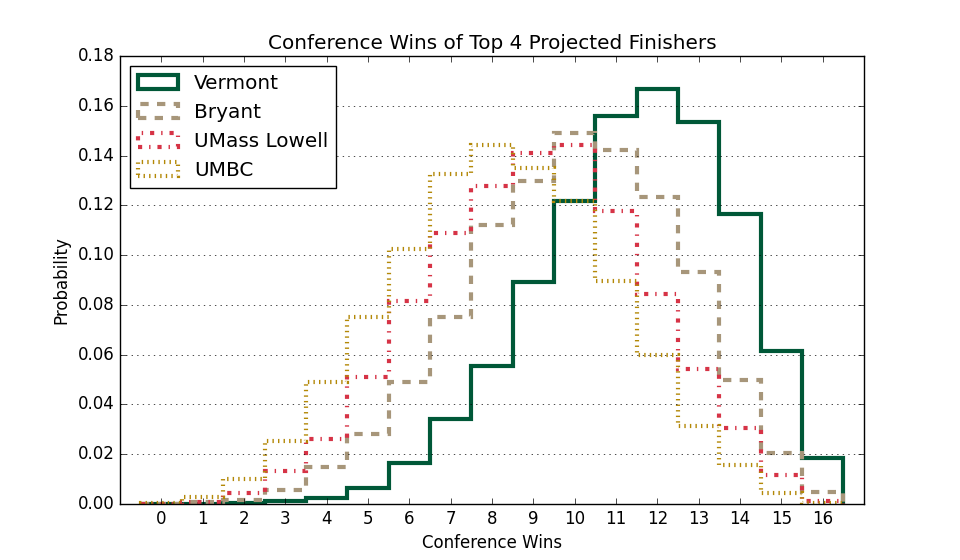 Conference Wins of Top 4 Projected Finishers
0.18
0.16
0.14
0.12
0.10
0.08
0.06
0.04
0.02
0.00
Probability
Vermont
Bryant
UMass Lowell
UMBC
0 1 2 3 4 5 6 7 8 9 10 11 12 13 14 15 16
Conference Wins